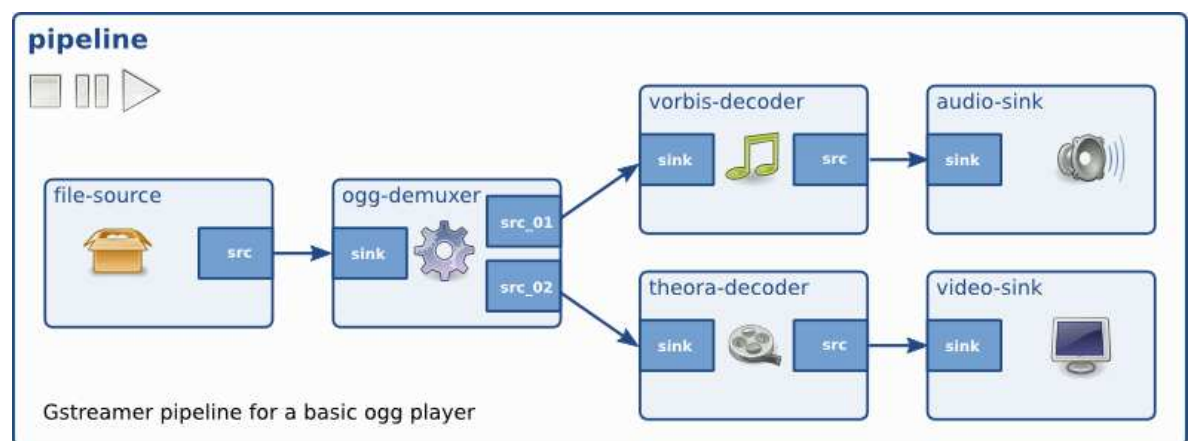 pipeline
vorbis-decoder
audio-sink
sink
src
sink
file-source
ogg-demuxer
src
sink
src_01
src_02
theora-decoder
video-sink
sink
src
sink
Gstreamer pipeline for a basic ogg player